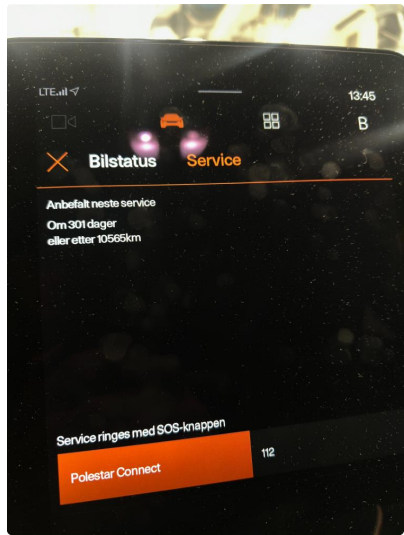 LTE
13:45
B
Bilstatus Service
Anbefalt neste service
Om 301 dager
eller etter 10565km
Service ringes med SOS-knappen
Polestar Connect 112